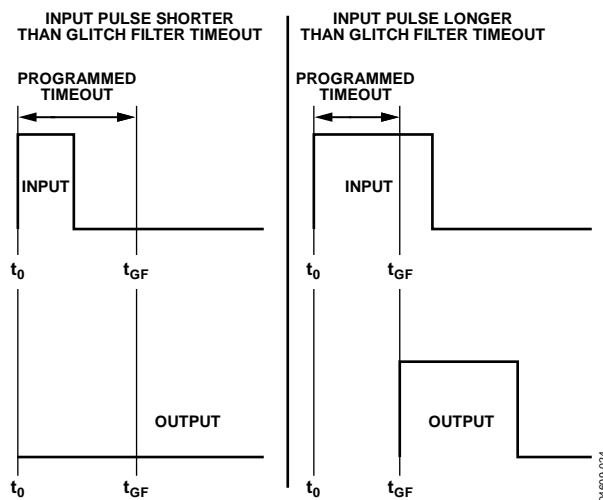 INPUT PULSE SHORTER
THAN GLITCH FILTER TIMEOUT
PROGRAMMED
TIMEOUT
INPUT
t0
tGF
OUTPUT
t0
tGF
INPUT PULSE LONGER
THAN GLITCH FILTER TIMEOUT
PROGRAMMED
TIMEOUT
INPUT
t0
tGF
OUTPUT
t0
tGF